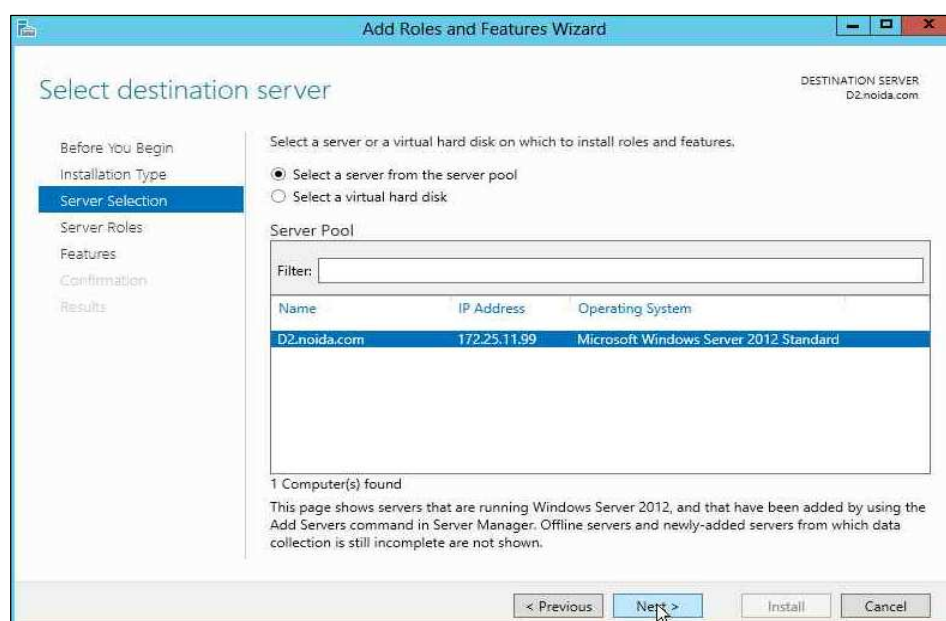 Add Roles and Features Wizard
Select destination server
DESTINATION SERVER
D2.noida.com
Before You Begin
Installation Type
Server Selection
Server Roles
Features
Confirmation
Results
Select a server or a virtual hard disk on which to install roles and features.
Select a server from the server pool
Select a virtual hard disk
Server Pool
Filter:
Name IP Address Operating System
D2.noida.com 172.25.11.99 Microsoft Windows Server 2012 Standard
1 Computer(s) found
This page shows servers that are running Windows Server 2012, and that have been added by using the
Add Servers command in Server Manager. Offline servers and newly-added servers from which data
collection is still incomplete are not shown.
< Previous Next > Install Cancel